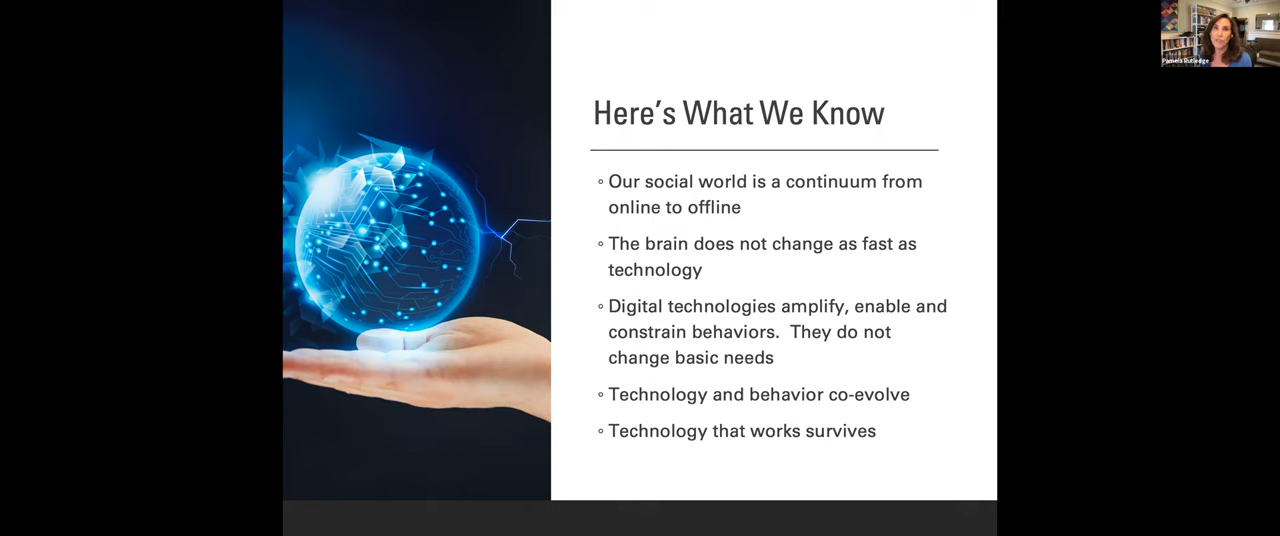 Here's What We Know
◦ Our social world is a continuum from
online to offline
◦ The brain does not change as fast as
technology
◦ Digital technologies amplify, enable and
constrain behaviors.  They do not
change basic needs
◦ Technology and behavior co-evolve
◦ Technology that works survives
Pamela Rutledge